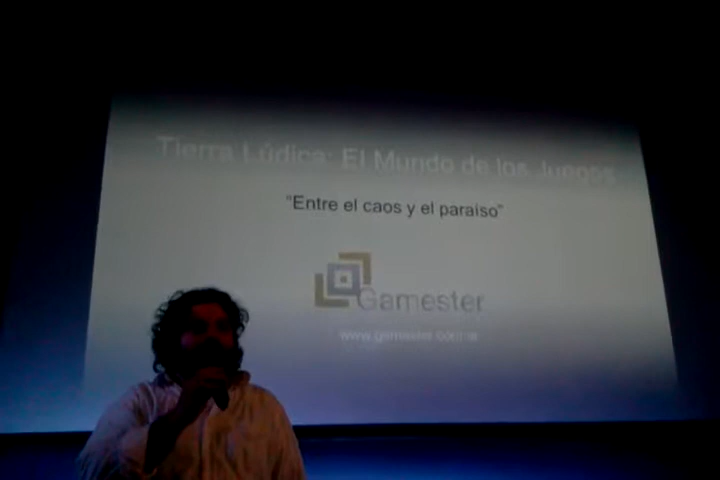 Tierra Lúdica: El Mundo de los Juegos
"Entre el caos y el paraiso"
Gamester